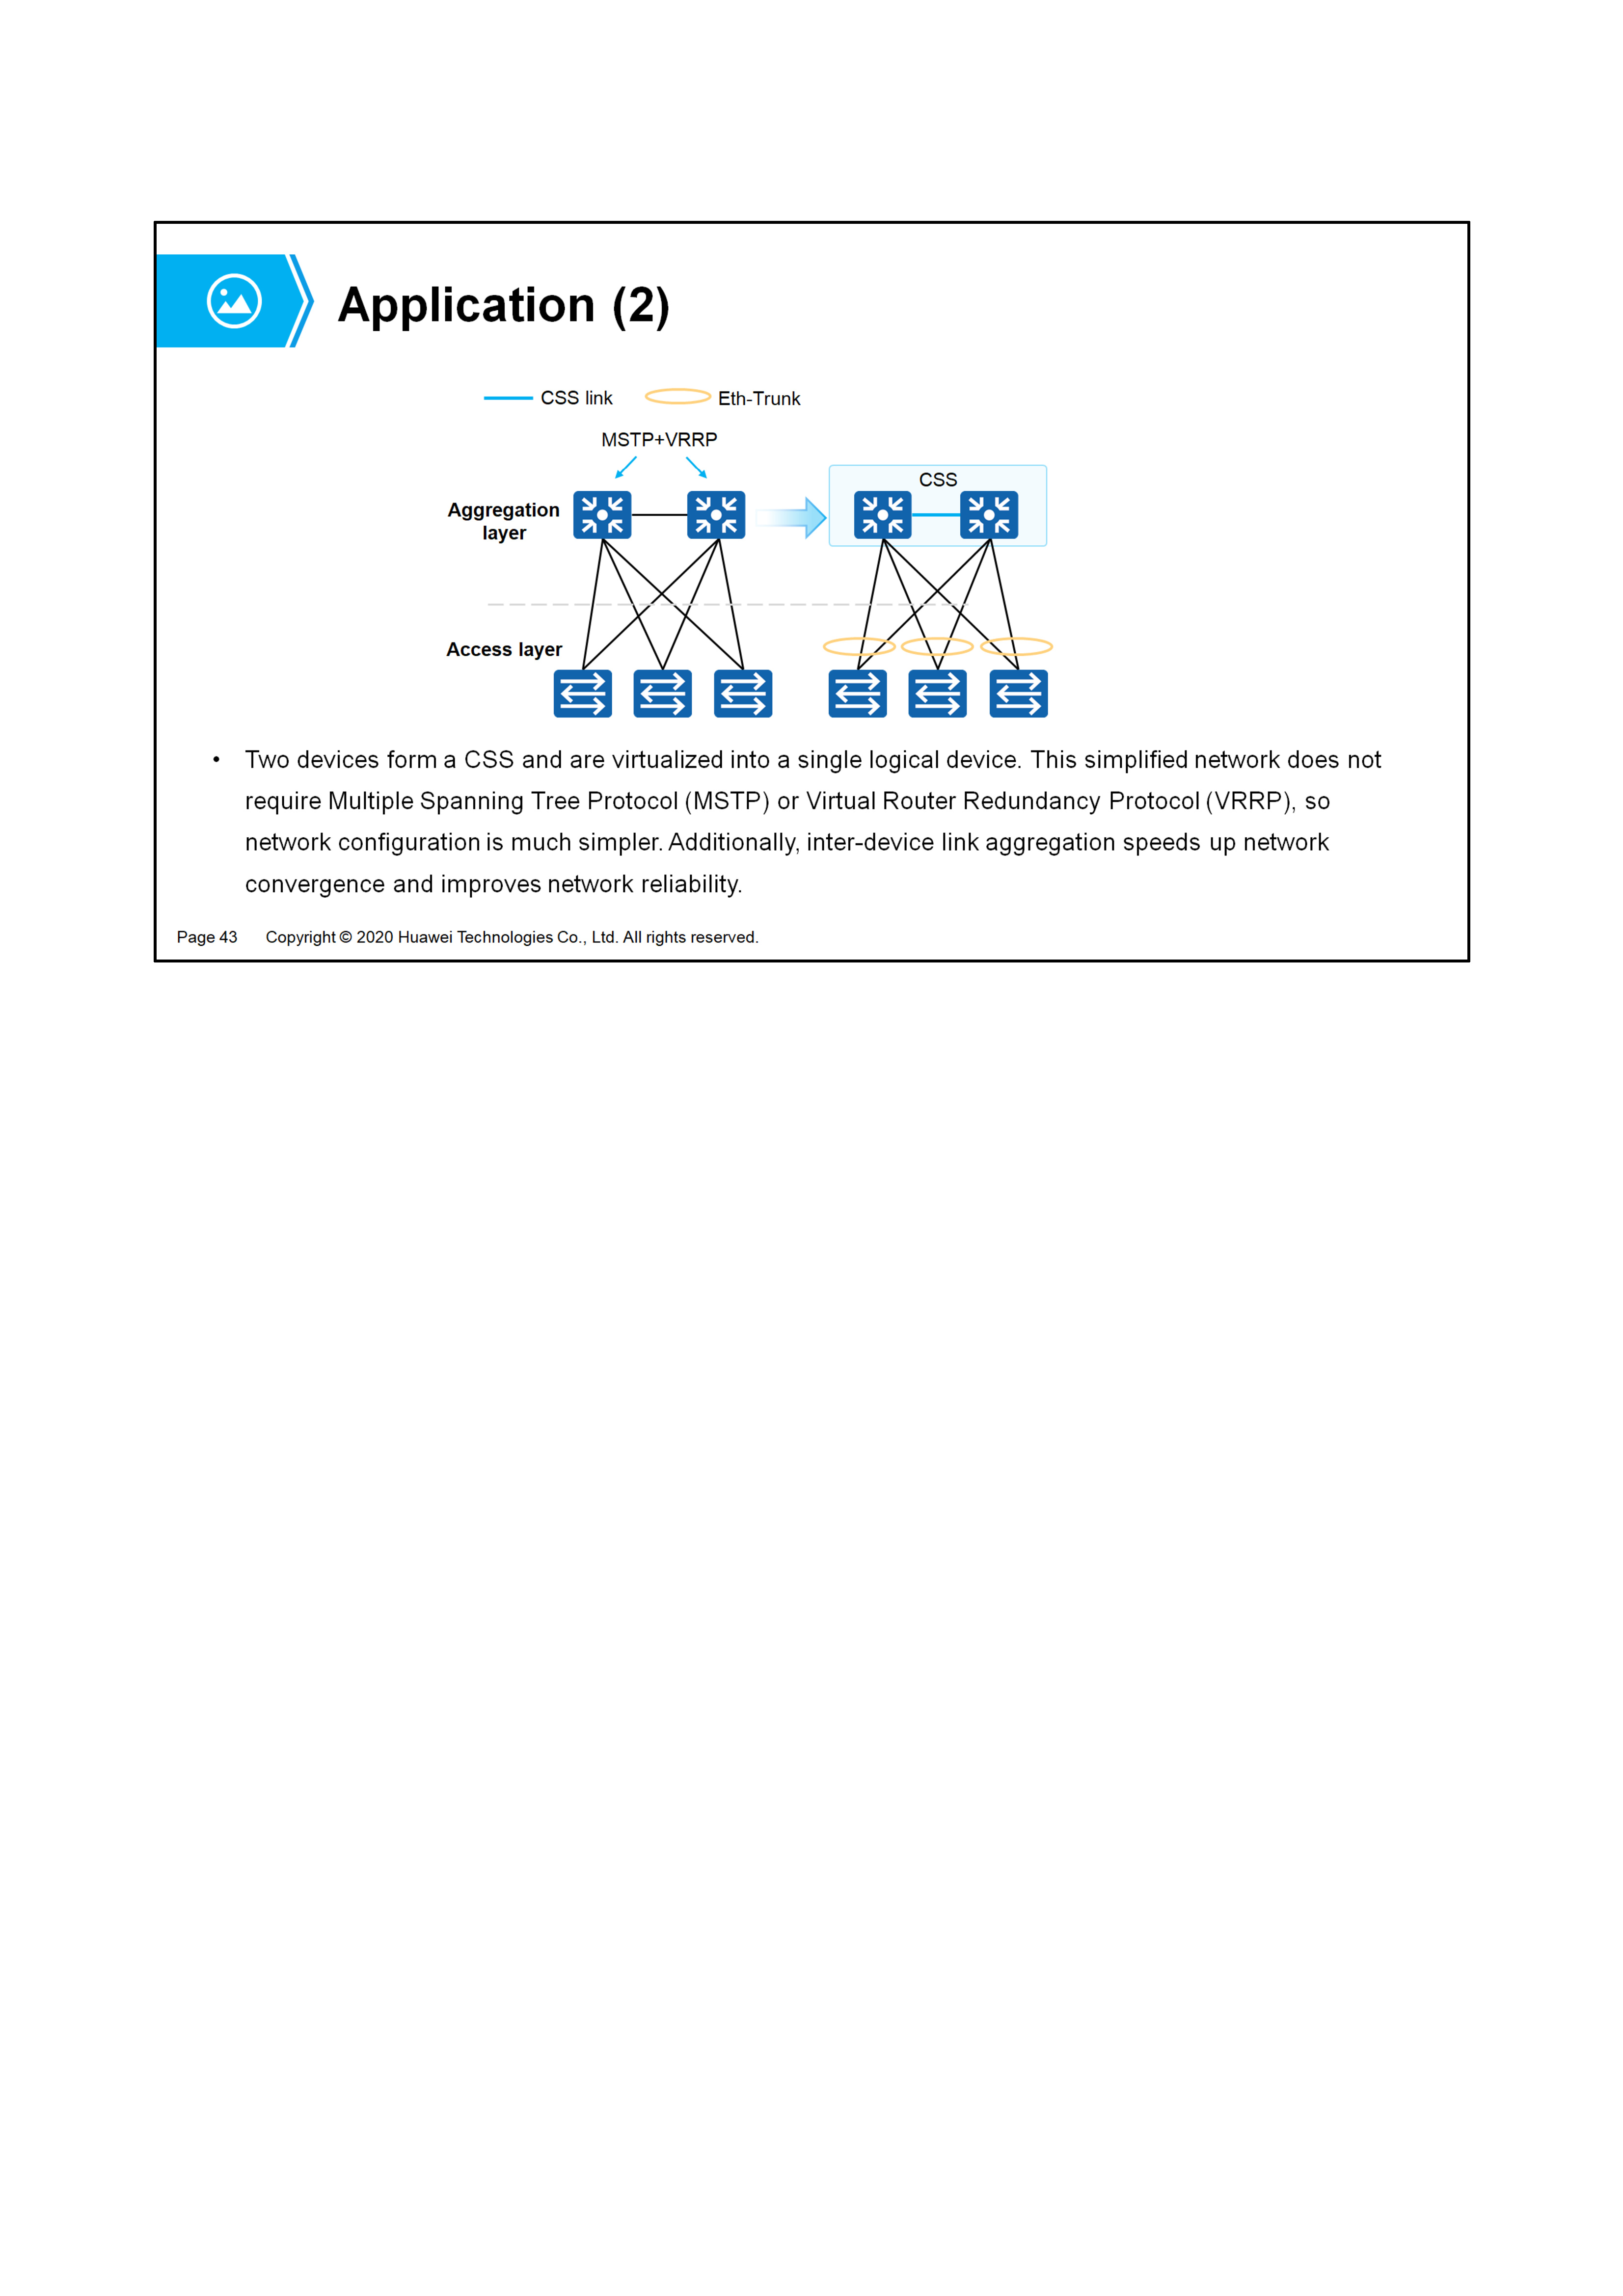 Application (2)
CSS link
Eth-Trunk
MSTP+VRRP
CSS
Aggregation
layer
Access layer
• Two devices form a CSS and are virtualized into a single logical device. This simplified network does not
require Multiple Spanning Tree Protocol (MSTP) or Virtual Router Redundancy Protocol (VRRP), so
network configuration is much simpler. Additionally, inter-device link aggregation speeds up network
convergence and improves network reliability.
Page 43 Copyright © 2020 Huawei Technologies Co., Ltd. All rights reserved.